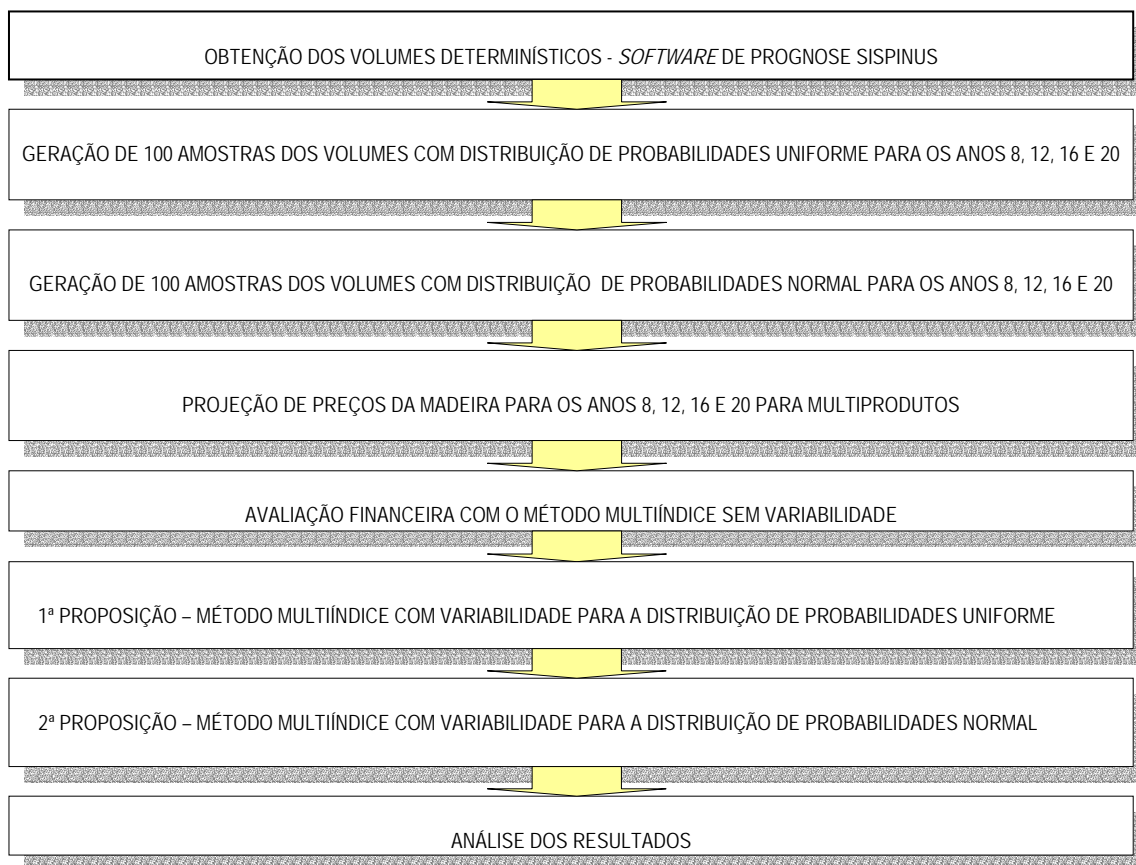 OBTENÇÃO DOS VOLUMES DETERMINÍSTICOS - SOFTWARE DE PROGNOSE SISPINUS
GERAÇÃO DE 100 AMOSTRAS DOS VOLUMES COM DISTRIBUIÇÃO DE PROBABILIDADES UNIFORME PARA OS ANOS 8, 12, 16 E 20
GERAÇÃO DE 100 AMOSTRAS DOS VOLUMES COM DISTRIBUIÇÃO DE PROBABILIDADES NORMAL PARA OS ANOS 8, 12, 16 E 20
PROJEÇÃO DE PREÇOS DA MADEIRA PARA OS ANOS 8, 12, 16 E 20 PARA MULTIPRODUTOS
AVALIAÇÃO FINANCEIRA COM O MÉTODO MULTIÍNDICE SEM VARIABILIDADE
1ª PROPOSIÇÃO – MÉTODO MULTIÍNDICE COM VARIABILIDADE PARA A DISTRIBUIÇÃO DE PROBABILIDADES UNIFORME
2ª PROPOSIÇÃO – MÉTODO MULTIÍNDICE COM VARIABILIDADE PARA A DISTRIBUIÇÃO DE PROBABILIDADES NORMAL
ANÁLISE DOS RESULTADOS